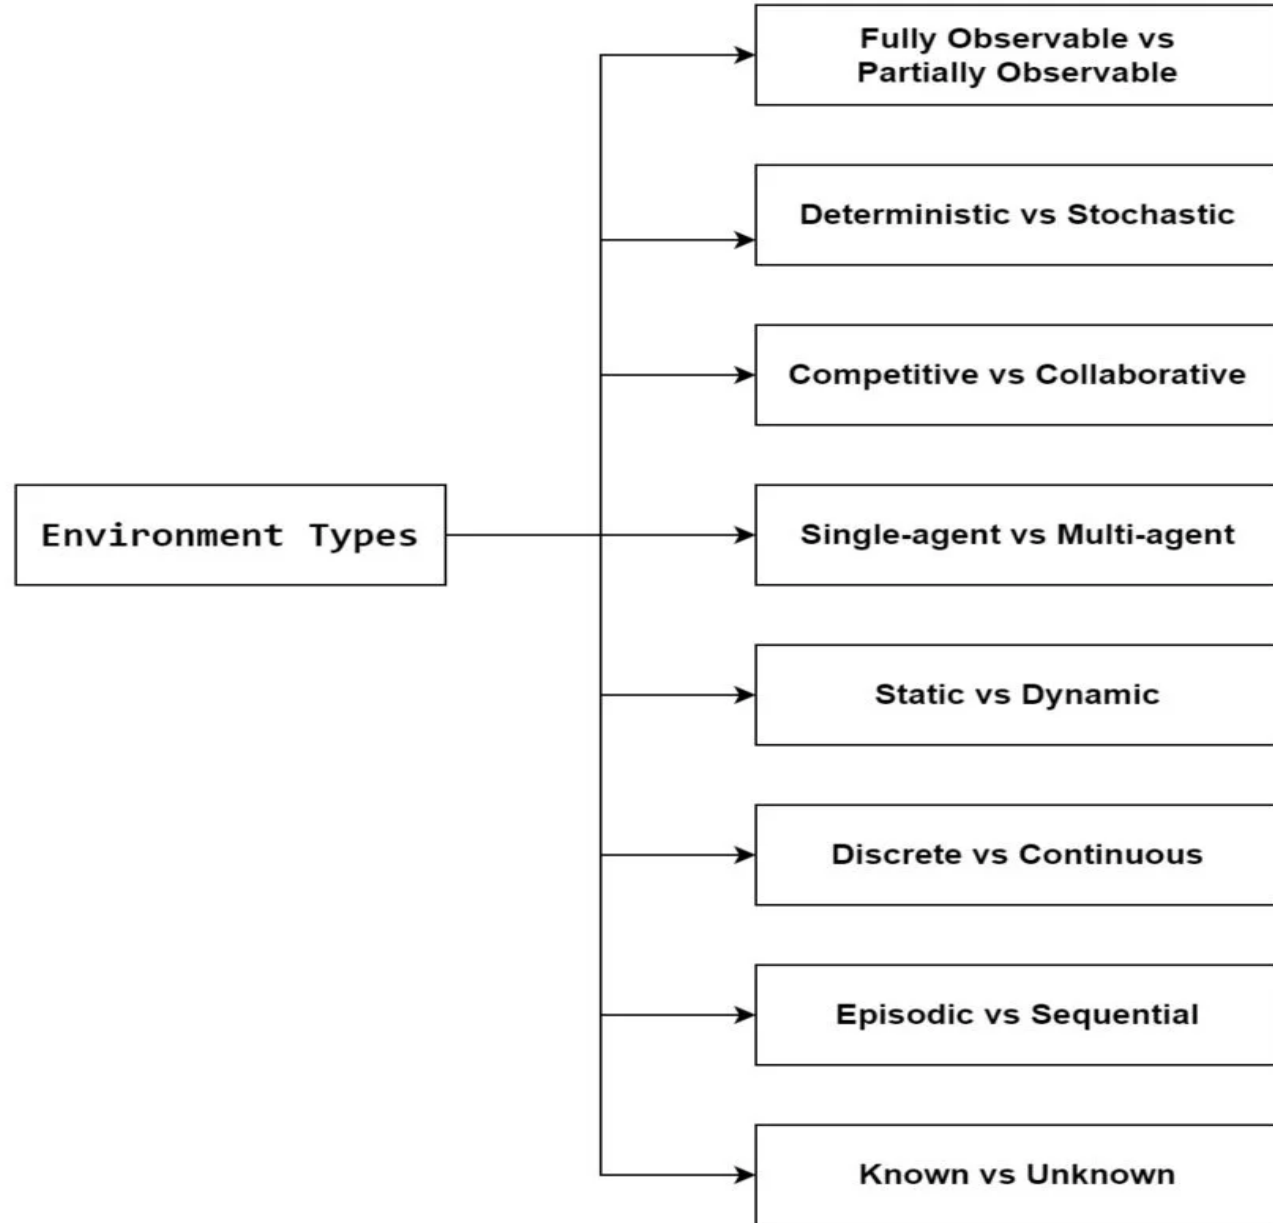 Environment Types
Fully Observable vs
Partially Observable
Deterministic vs Stochastic
Competitive vs Collaborative
Single-agent vs Multi-agent
Static vs Dynamic
Discrete vs Continuous
Episodic vs Sequential
Known vs Unknown